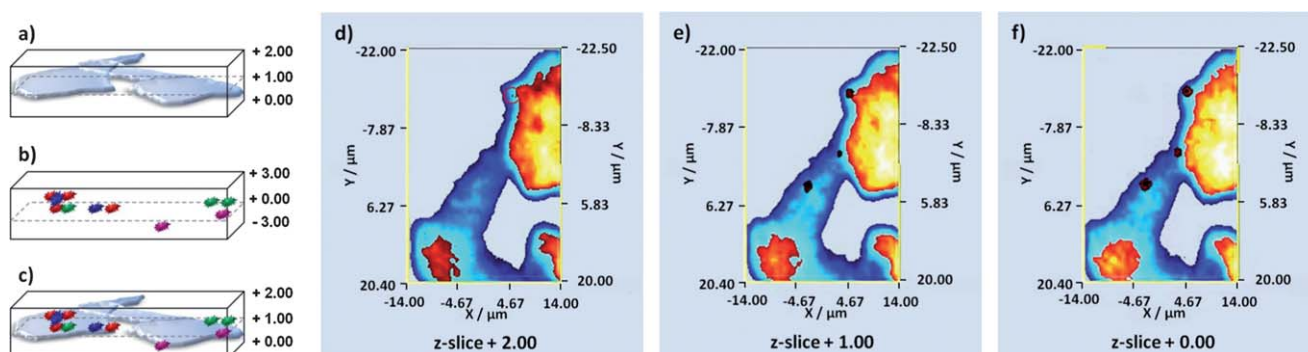 a)
+ 2.00
+ 1.00
+ 0.00
b)
+ 3.00
+ 0.00
- 3.00
c)
+ 2.00
+ 1.00
+ 0.00
d)
-22.00
-7.87
6.27
20.40
Y / µm
-22.50
-8.33
5.83
20.00
Y / µm
-14.00 -4.67 4.67 14.00
X / µm
z-slice + 2.00
e)
-22.00
-7.87
6.27
20.40
Y / µm
-22.50
-8.33
5.83
20.00
Y / µm
-14.00 -4.67 4.67 14.00
X / µm
z-slice + 1.00
f)
-22.00
-7.87
6.27
20.40
Y / µm
-22.50
-8.33
5.83
20.00
Y / µm
-14.00 -4.67 4.67 14.00
X / µm
z-slice + 0.00